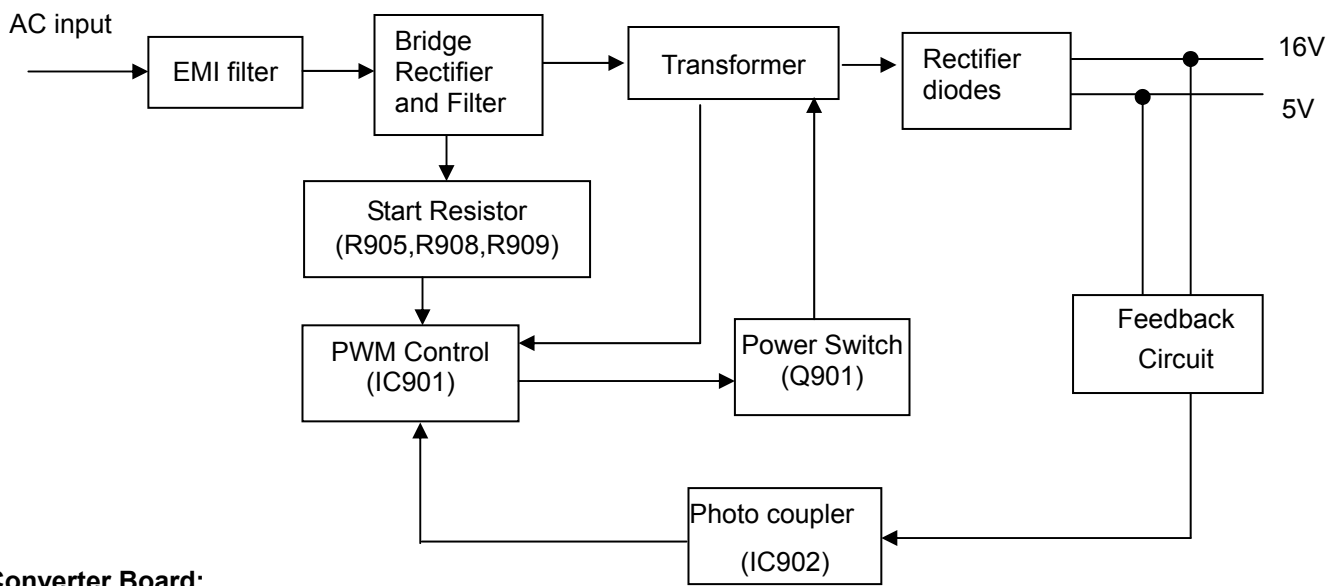 AC input
EMI filter
Bridge
Rectifier
and Filter
Transformer
Rectifier
diodes
16V
5V
Start Resistor
(R905,R908,R909)
PWM Control
(IC901)
Power Switch
(Q901)
Feedback
Circuit
Photo coupler
(IC902)
Converter Board: